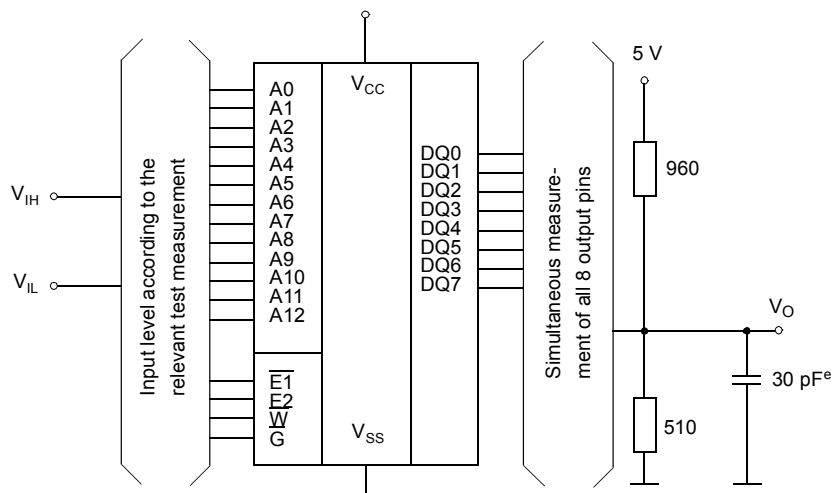 V_IH
V_IL
Input level according to the
relevant test measurement
A0
A1
A2
A3
A4
A5
A6
A7
A8
A9
A10
A11
A12
E1
E2
W
G
V_CC
V_SS
DQ0
DQ1
DQ2
DQ3
DQ4
DQ5
DQ6
DQ7
Simultaneous measure-
ment of all 8 output pins
5 V
960
V_O
30 pF^e
510